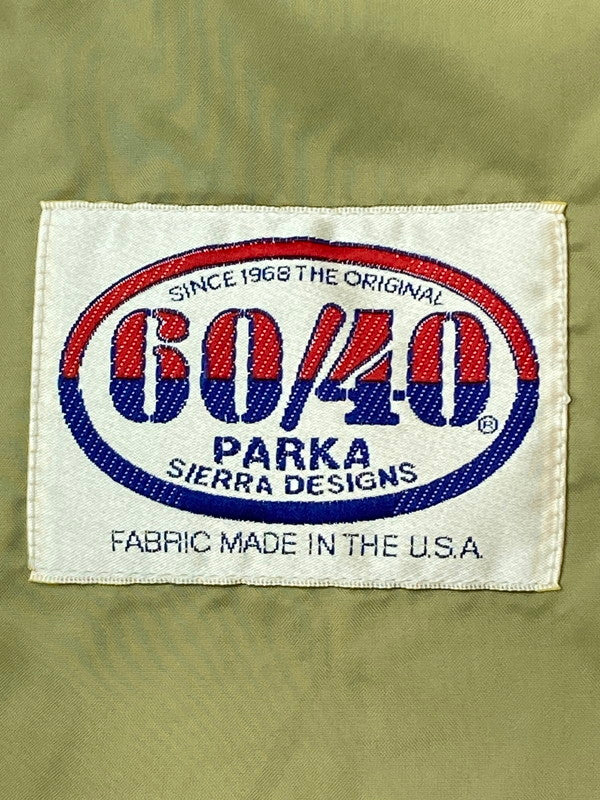 SINCE 1968 THE ORIGINAL
60/40®
PARKA
SIERRA DESIGNS
FABRIC MADE IN THE U.S.A.